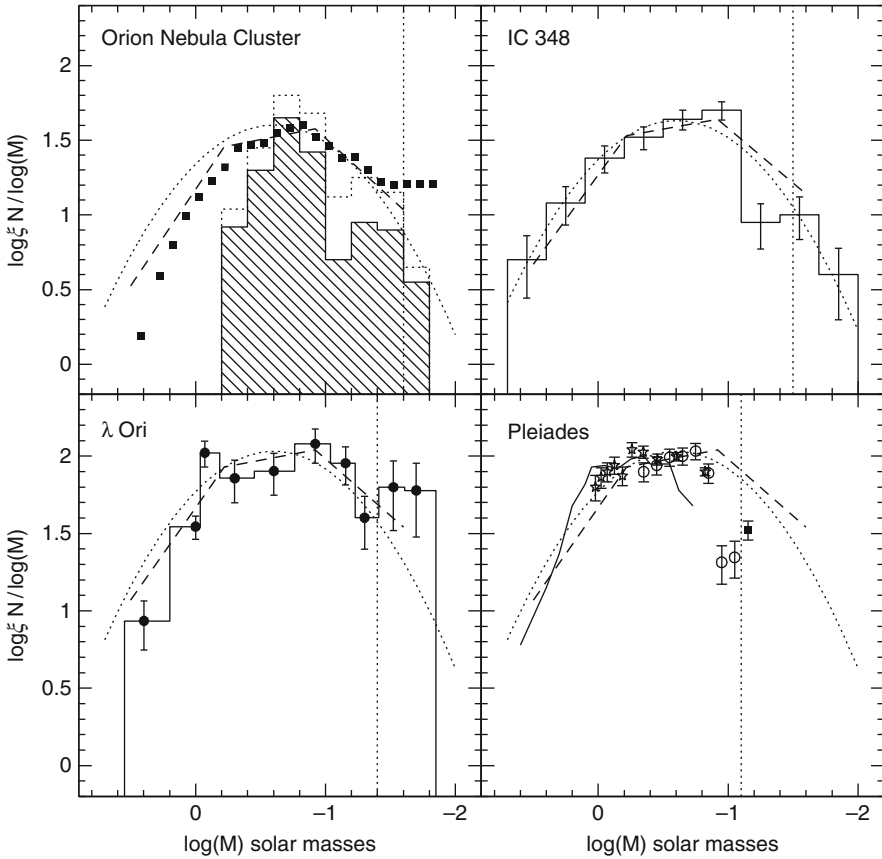 Orion Nebula Cluster
IC 348
2
1.5
1
0.5
0
log ξ N / log(M)
λ Ori
Pleiades
2
1.5
1
0.5
0
log ξ N / log(M)
0 −1 −2
0 −1 −2
log(M) solar masses
log(M) solar masses